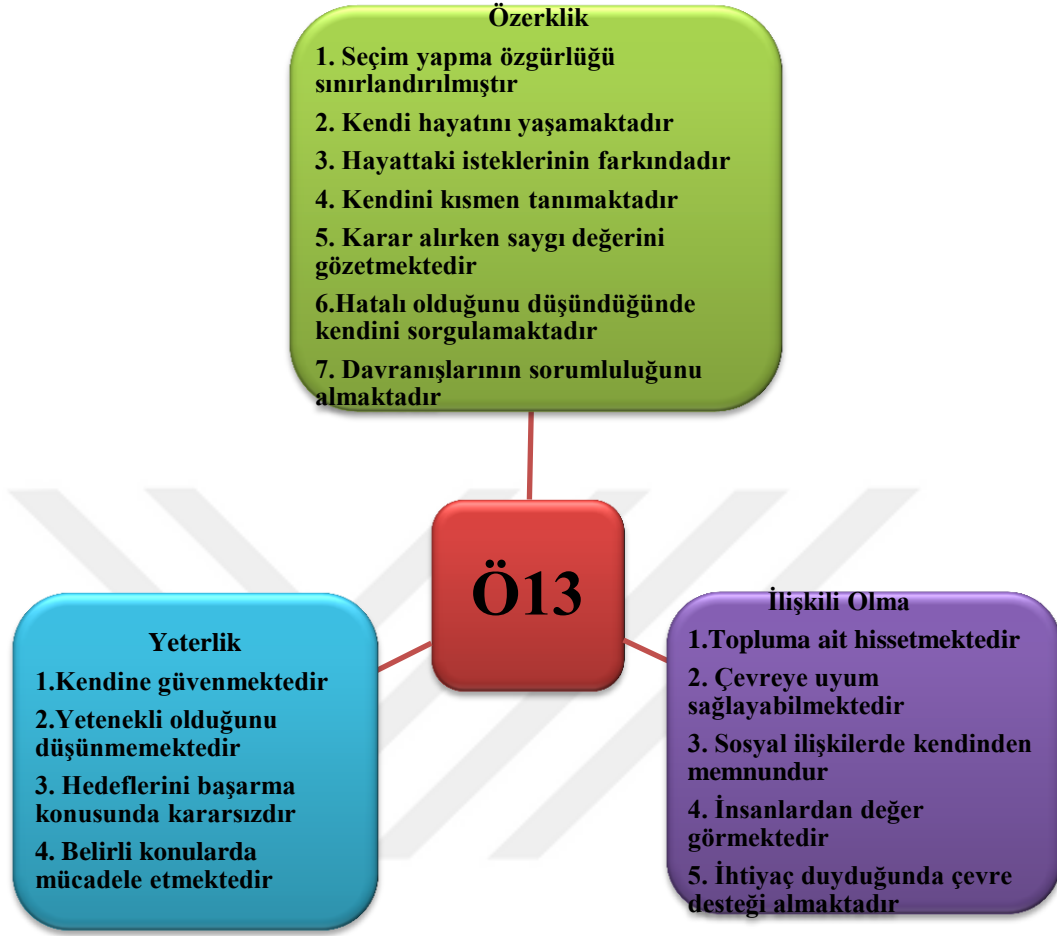 Özerklik
1. Seçim yapma özgürlüğü
sınırlandırılmıştır
2. Kendi hayatını yaşamaktadır
3. Hayattaki isteklerinin farkındadır
4. Kendini kısmen tanımaktadır
5. Karar alırken saygı değerini
gözetmektedir
6.Hatalı olduğunu düşündüğünde
kendini sorgulamaktadır
7. Davranışlarının sorumluluğunu
almaktadır
Ö13
Yeterlik
1.Kendine güvenmektedir
2.Yetenekli olduğunu
düşünmemektedir
3. Hedeflerini başarma
konusunda kararsızdır
4. Belirli konularda
mücadele etmektedir
İlişkili Olma
1.Topluma ait hissetmektedir
2. Çevreye uyum
sağlayabilmektedir
3. Sosyal ilişkilerde kendinden
memnundur
4. İnsanlardan değer
görmektedir
5. İhtiyaç duyduğunda çevre
desteği almaktadır